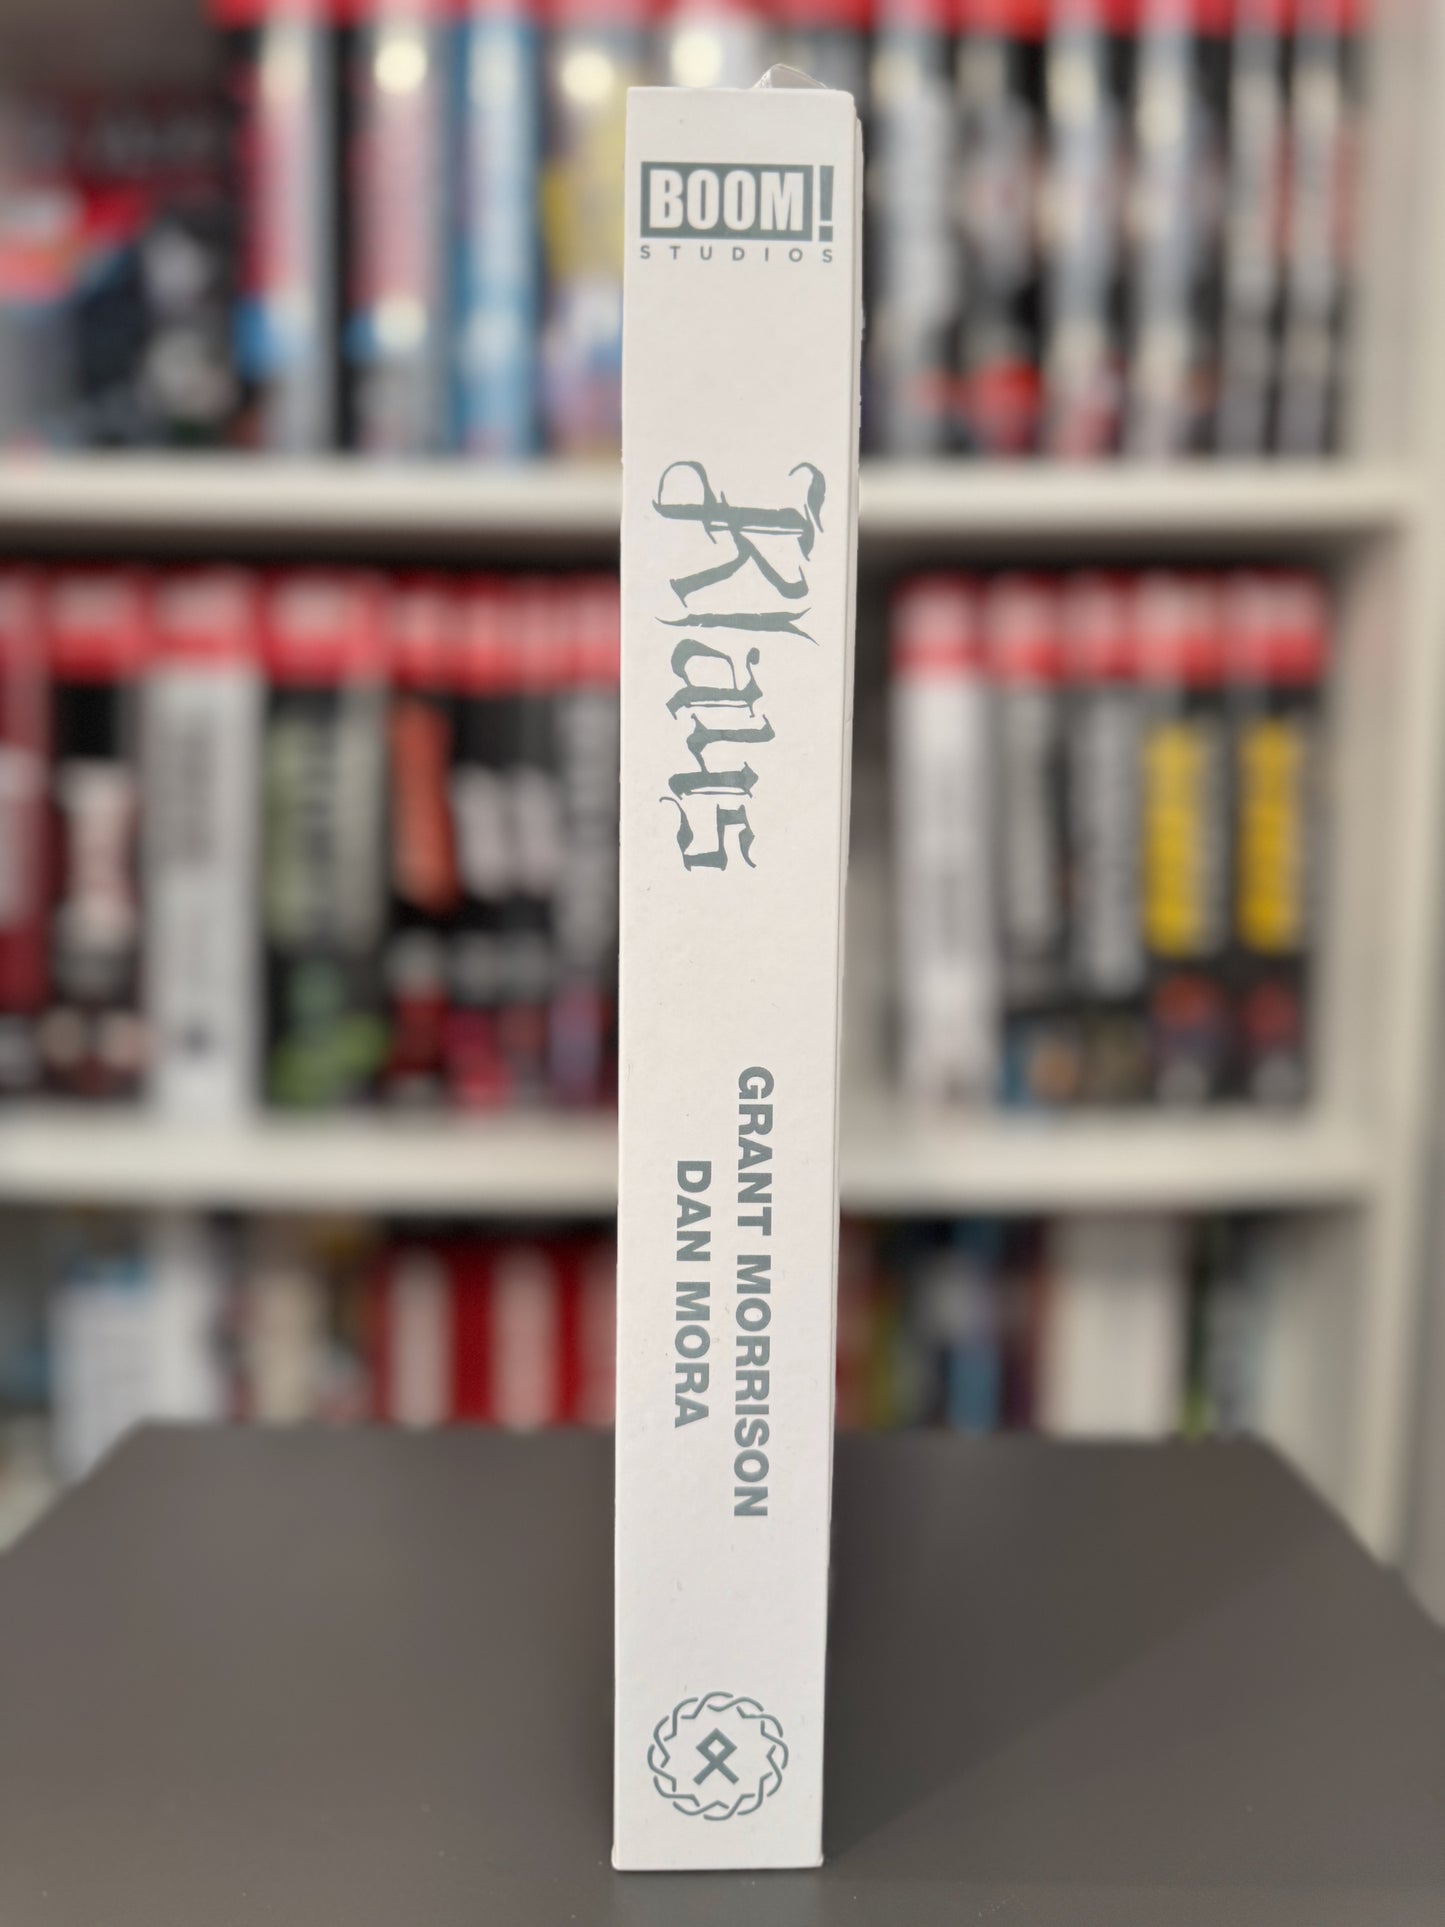 BOOM!
STUDIOS
Klaus
GRANT MORRISON
DAN MORA